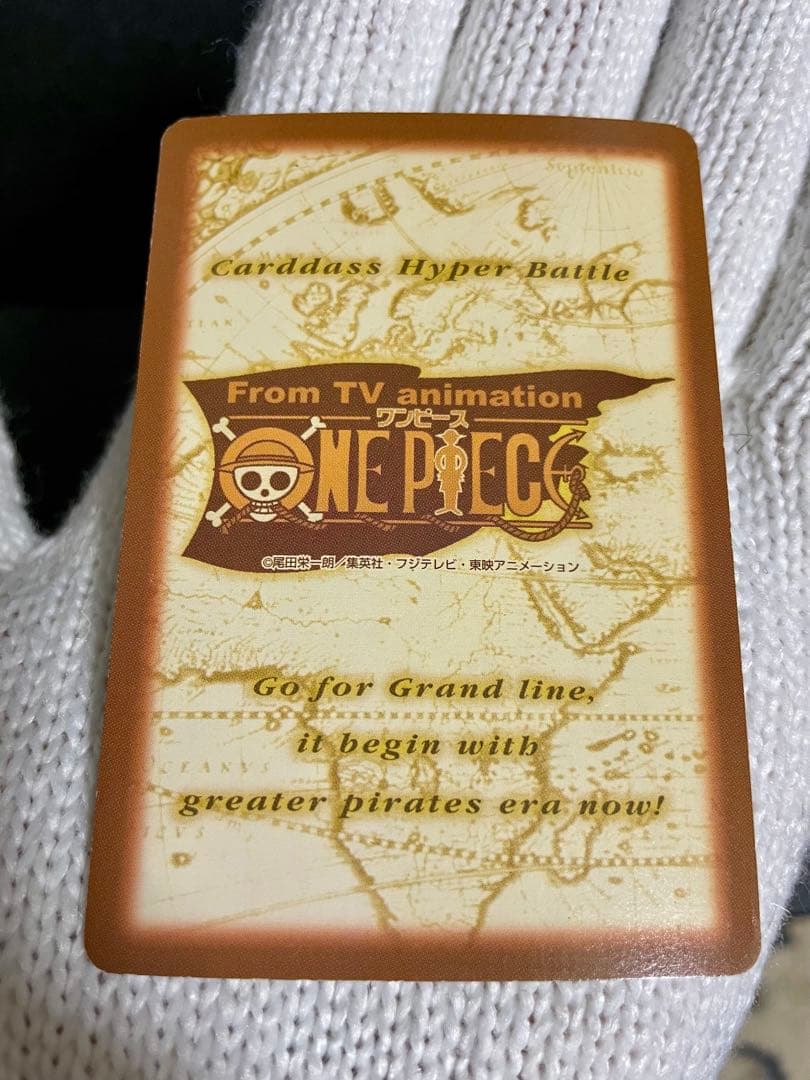 Septentrio
Carddass Hyper Battle
From TV animation
ワンピース
ONE PIECE
©尾田栄一朗／集英社・フジテレビ・東映アニメーション
Go for Grand line,
it begin with
greater pirates era now!